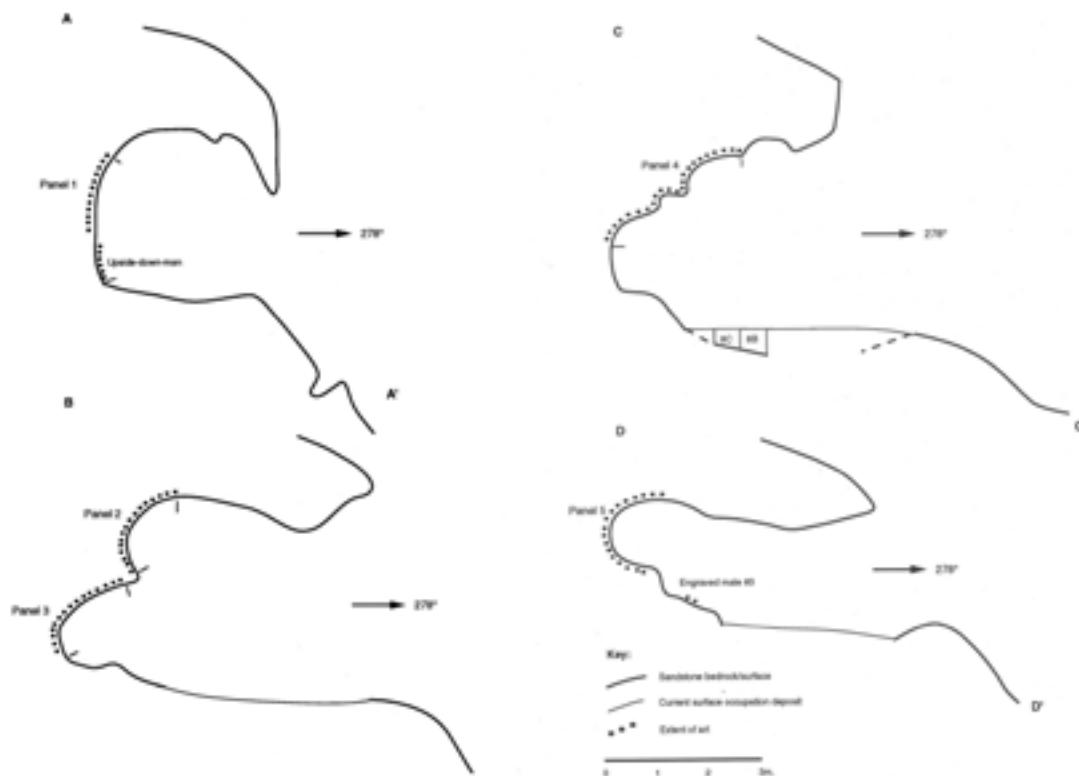 A
Panel 1
278°
Upside-down-man
A'
B
Panel 2
Panel 3
278°
C
Panel 4
278°
C
D
Panel 5
278°
Engraved male
D'
Key:
Sandstone bedrock/surface
Current surface occupation deposit
Extent of art
0 1 2 3m.